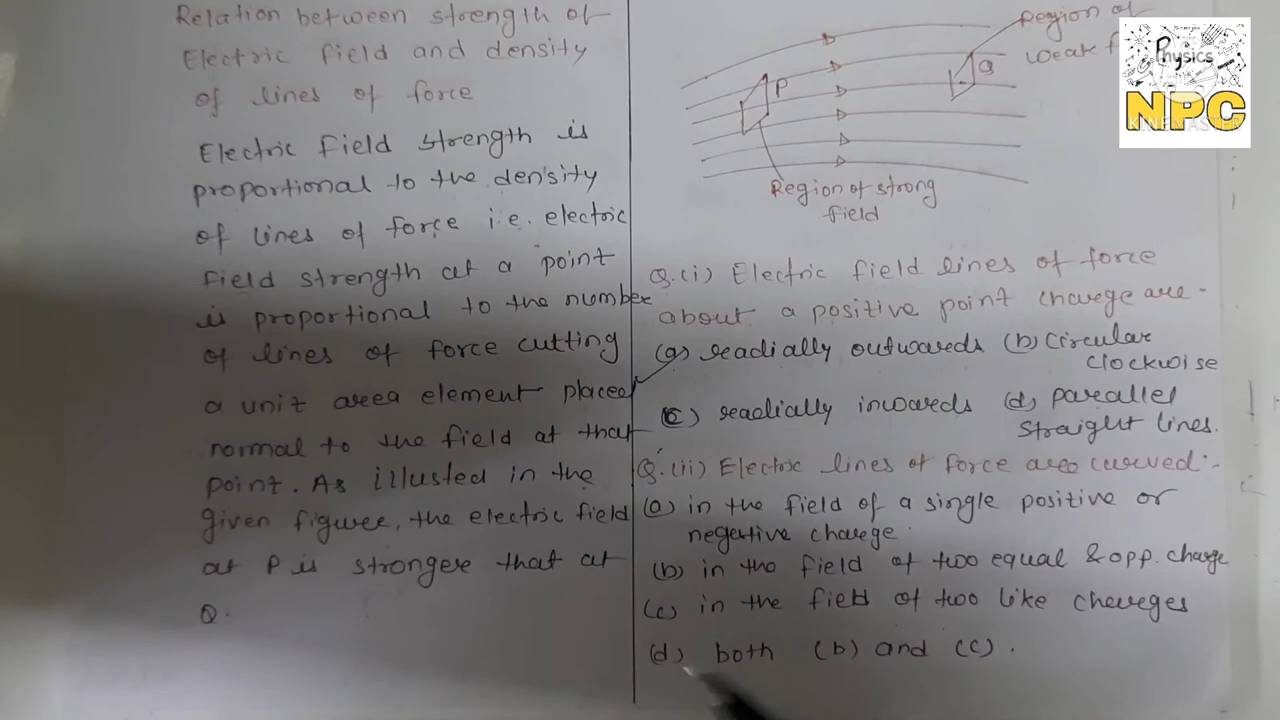 Relation between strength of
Electric field and density
of lines of force
Electric field strength is
proportional to the density
of lines of force i.e. electric
field strength at a point
is proportional to the number
of lines of force cutting
a unit area element placed
normal to the field at that
point. As illusted in the
given figure, the electric field
at P is stronger that at
Q.
Region of
weak
P
Q
Region of strong
field
Q.(i) Electric field lines of force
about a positive point charge are -
(a) readially outwards (b) Circular
clockwise
(c) readially inwards (d) parallel
straight lines.
Q.(ii) Electric lines of force are curved:-
(a) in the field of a single positive or
negative charge.
(b) in the field of two equal & opp. charge
(c) in the field of two like charges
(d) both (b) and (c).
Physics
NPC
KINEMASTER